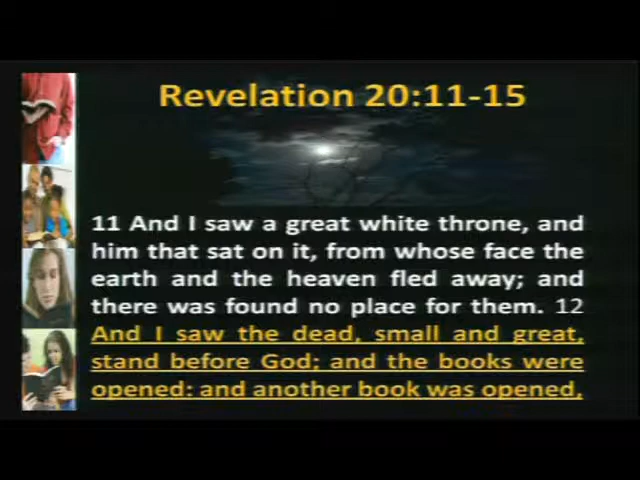 Revelation 20:11-15
11 And I saw a great white throne, and
him that sat on it, from whose face the
earth and the heaven fled away; and
there was found no place for them. 12
And I saw the dead, small and great,
stand before God; and the books were
opened: and another book was opened,